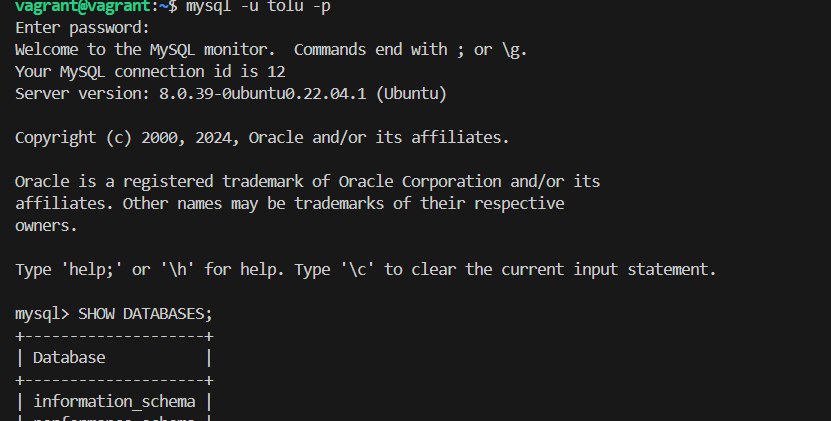 vagrant@vagrant:~$ mysql -u tolu -p
Enter password:
Welcome to the MySQL monitor.  Commands end with ; or \g.
Your MySQL connection id is 12
Server version: 8.0.39-0ubuntu0.22.04.1 (Ubuntu)

Copyright (c) 2000, 2024, Oracle and/or its affiliates.

Oracle is a registered trademark of Oracle Corporation and/or its
affiliates. Other names may be trademarks of their respective
owners.

Type 'help;' or '\h' for help. Type '\c' to clear the current input statement.

mysql> SHOW DATABASES;
+--------------------+
| Database           |
+--------------------+
| information_schema |